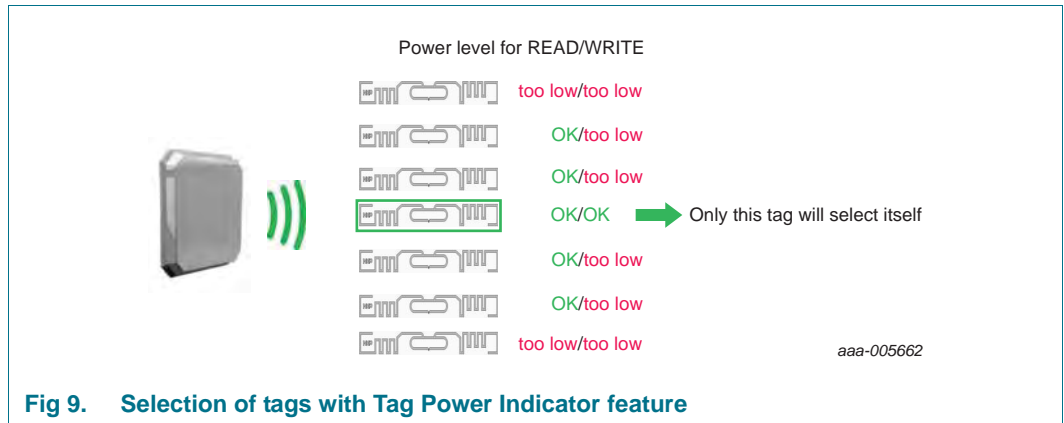 Power level for READ/WRITE
too low/too low
OK/too low
OK/too low
OK/OK Only this tag will select itself
OK/too low
OK/too low
too low/too low
aaa-005662
Fig 9. Selection of tags with Tag Power Indicator feature